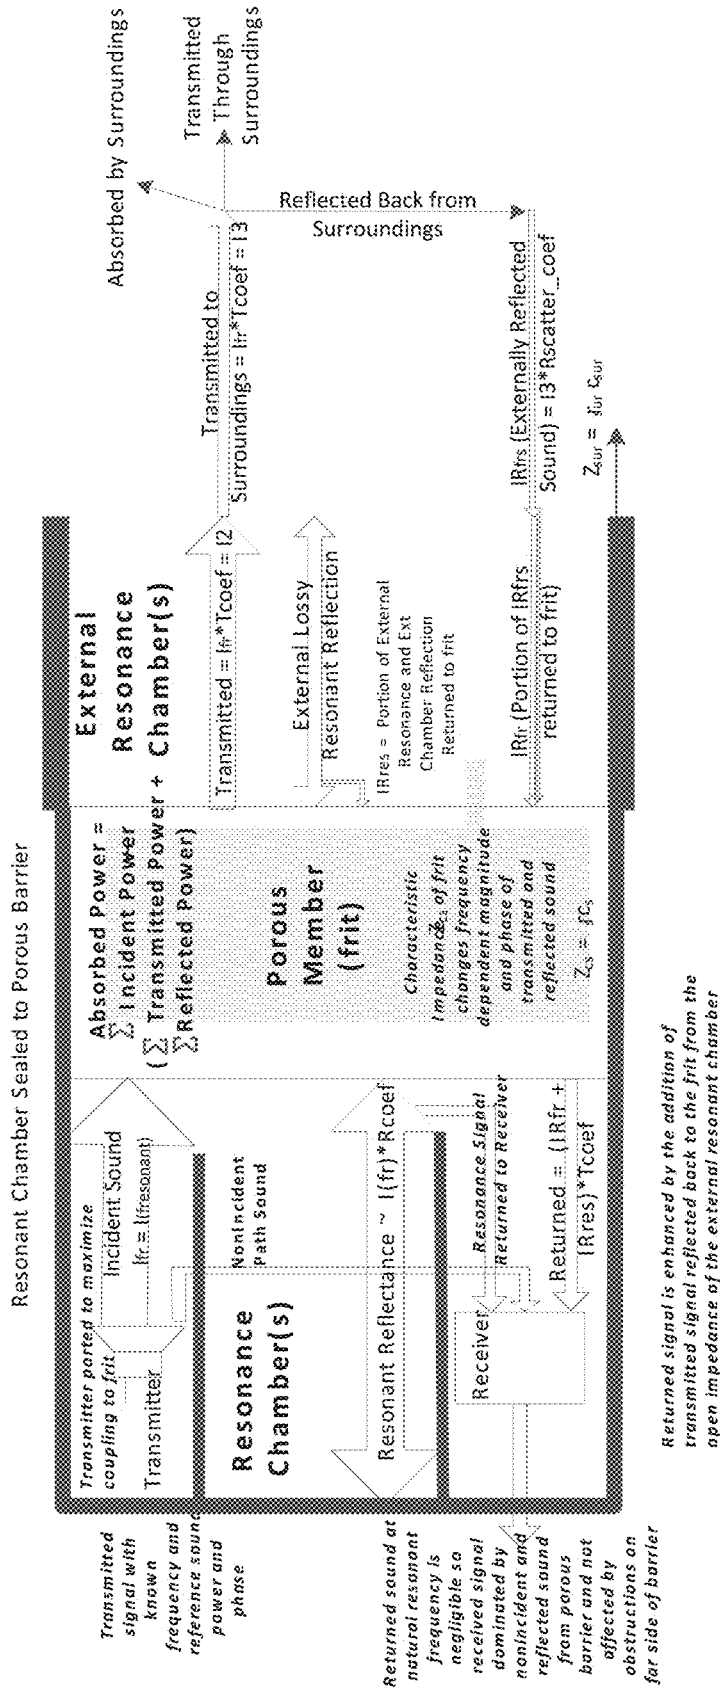 Resonant Chamber Sealed to Porous Barrier
Transmitted
signal with
known
frequency and
reference sound
power and
phase
Returned sound at
natural resonant
frequency is
negligible so
received signal
dominated by
nonincident and
reflected sound
from porous
barrier and not
affected by
obstructions on
far side of barrier
Transmitter ported to maximize
coupling to frit
Transmitter
Incident Sound
Ifr = I(fresonant)
NonIncident
Path Sound
Resonance
Chamber(s)
Resonant Reflectance ~ I(fr)*Rcoef
Resonance Signal
Returned to Receiver
Receiver
Returned = (IRfr +
IRres)*Tcoef
Absorbed Power =
∑ Incident Power
(∑ Transmitted Power +
∑Reflected Power)
Porous
Member
(frit)
Characteristic
Impedance of frit
changes frequency
dependent magnitude
and phase of
transmitted and
reflected sound
External
Resonance
Chamber(s)
Transmitted = Ifr*Tcoef = I2
External Lossy
Resonant Reflection
IRres = Portion of External
Resonance and Ext
Chamber Reflection
Returned to frit
IRfr (Portion of IRfrs
returned to frit)
Transmitted to
Surroundings = Ifr*Tcoef = I3
Absorbed by Surroundings
Transmitted
Through
Surroundings
Reflected Back from
Surroundings
IRfrs (Externally Reflected
Sound) = I3*Rscatter_coef
Returned signal is enhanced by the addition of
transmitted signal reflected back to the frit from the
open impedance of the external resonant chamber